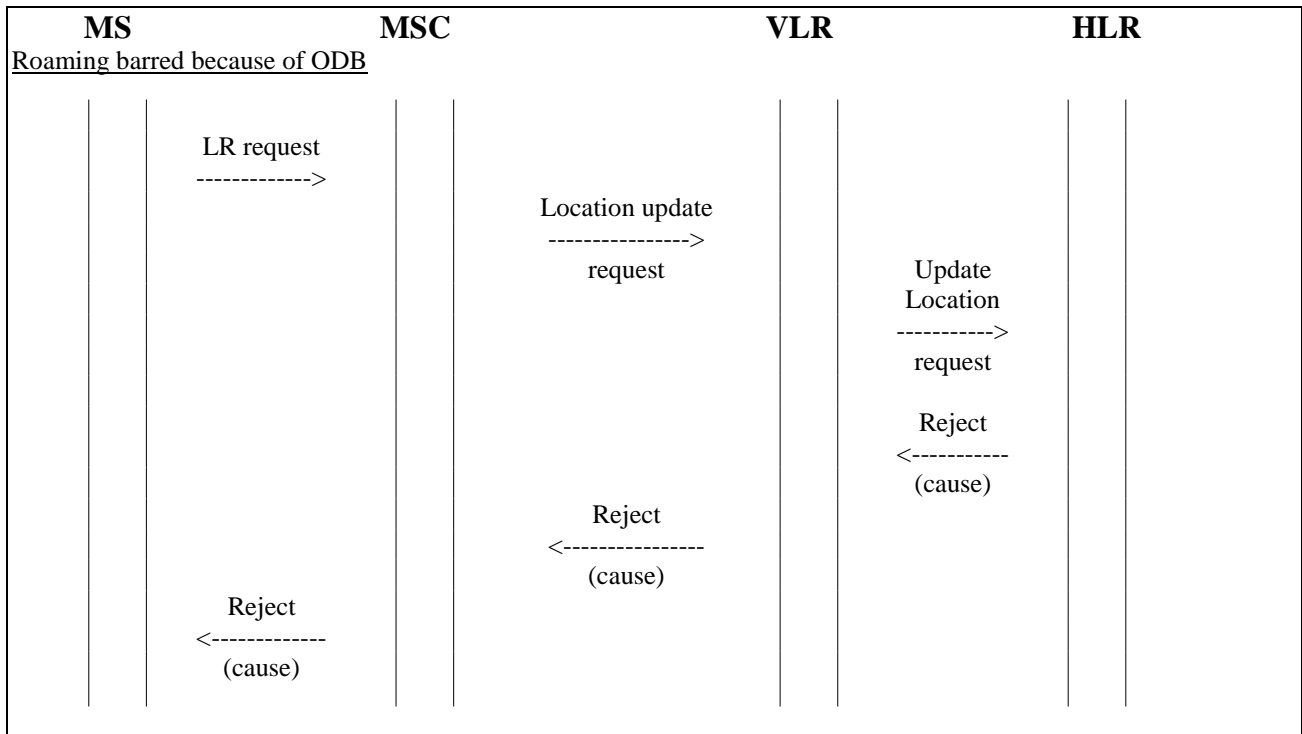 MS MSC VLR HLR
Roaming barred because of ODB
LR request
------------->
Location update
---------------->
request Update
Location
----------->
request
Reject
<-----------
(cause)
Reject
<----------------
(cause)
Reject
<-------------
(cause)